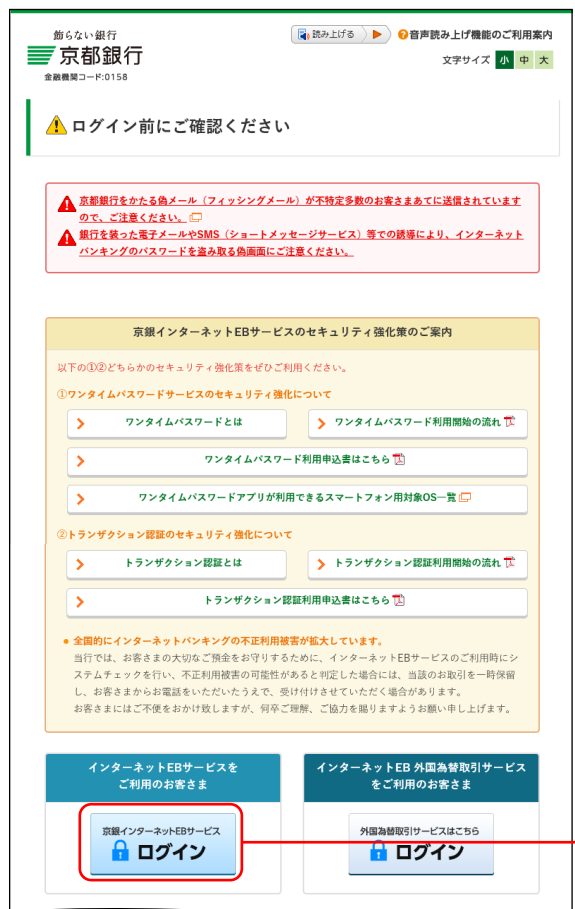 飾らない銀行
京都銀行
金融機関コード:0158
読み上げる
音声読み上げ機能のご利用案内
文字サイズ 小 中 大
ログイン前にご確認ください
京都銀行をかたる偽メール（フィッシングメール）が不特定多数のお客さまあてに送信されています
ので、ご注意ください。
銀行を装った電子メールやSMS（ショートメッセージサービス）等での誘導により、インターネット
バンキングのパスワードを盗み取る偽画面にご注意ください。
京銀インターネットEBサービスのセキュリティ強化策のご案内
以下の①②どちらかのセキュリティ強化策をぜひご利用ください。
①ワンタイムパスワードサービスのセキュリティ強化について
ワンタイムパスワードとは
ワンタイムパスワード利用開始の流れ
ワンタイムパスワード利用申込書はこちら
ワンタイムパスワードアプリが利用できるスマートフォン用対象OS一覧
②トランザクション認証のセキュリティ強化について
トランザクション認証とは
トランザクション認証利用開始の流れ
トランザクション認証利用申込書はこちら
全国的にインターネットバンキングの不正利用被害が拡大しています。
当行では、お客さまの大切なご預金をお守りするために、インターネットEBサービスのご利用時にシ
ステムチェックを行い、不正利用被害の可能性があると判定した場合には、当該のお取引を一時保留
し、お客さまからお電話をいただいたうえで、受け付けさせていただく場合があります。
お客さまにはご不便をおかけ致しますが、何卒ご理解、ご協力を賜りますようお願い申し上げます。
インターネットEBサービスを
ご利用のお客さま
京銀インターネットEBサービス
ログイン
インターネットEB 外国為替取引サービス
をご利用のお客さま
外国為替取引サービスはこちら
ログイン